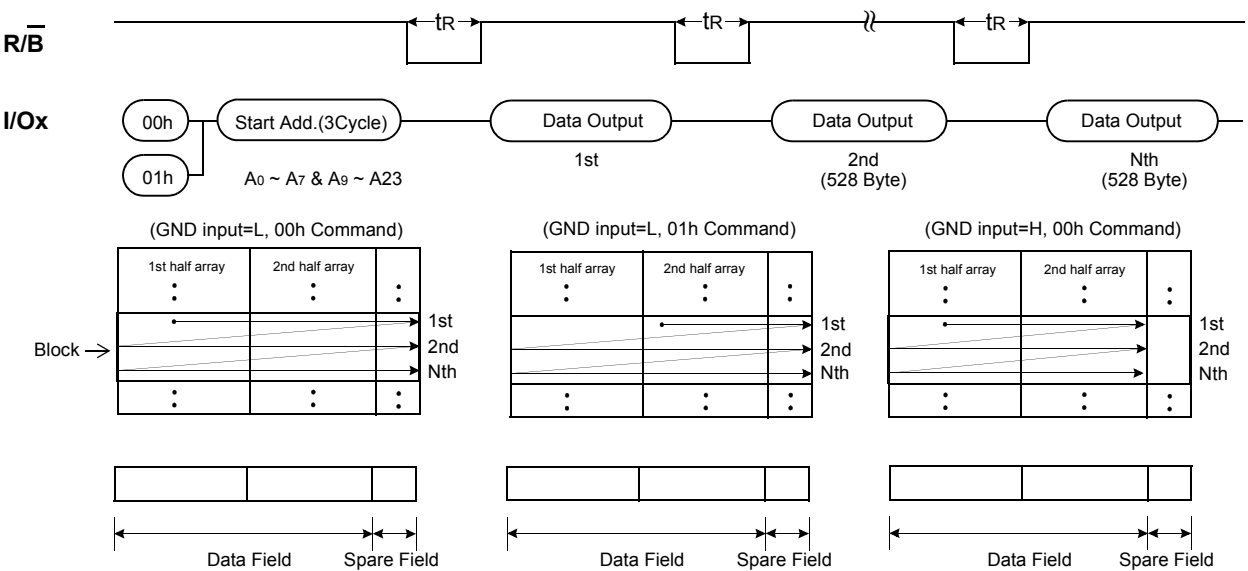 R/B tR tR tR
I/Ox 00h Start Add.(3Cycle) Data Output Data Output Data Output
01h A0 ~ A7 & A9 ~ A23 1st 2nd Nth
(528 Byte) (528 Byte)
(GND input=L, 00h Command) (GND input=L, 01h Command) (GND input=H, 00h Command)
1st half array 2nd half array 1st half array 2nd half array 1st half array 2nd half array
1st 1st 1st
Block 2nd 2nd 2nd
Nth Nth Nth
Data Field Spare Field Data Field Spare Field Data Field Spare Field